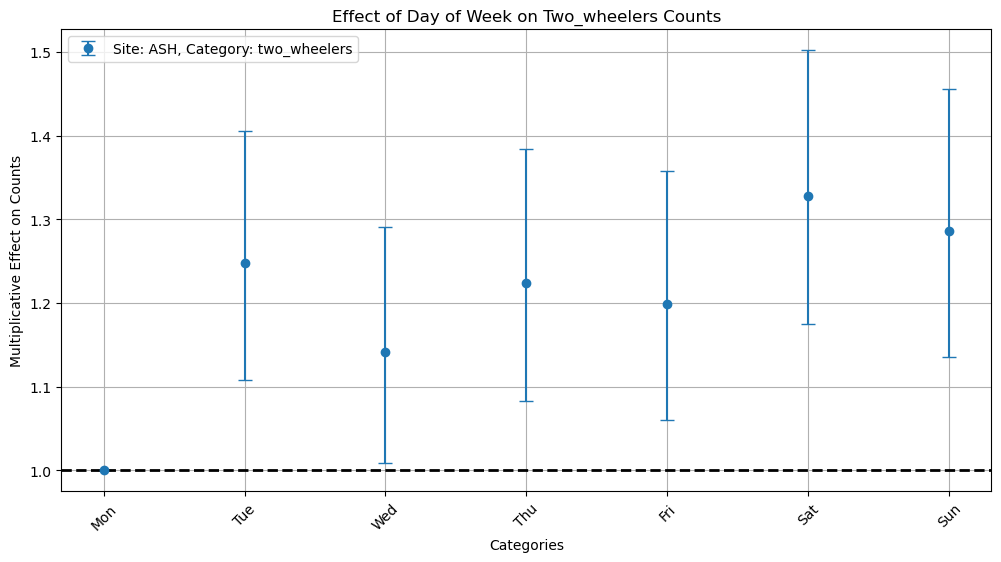 Effect of Day of Week on Two_wheelers Counts
Site: ASH, Category: two_wheelers
Multiplicative Effect on Counts
1.5
1.4
1.3
1.2
1.1
1.0
Mon
Tue
Wed
Thu
Fri
Sat
Sun
Categories